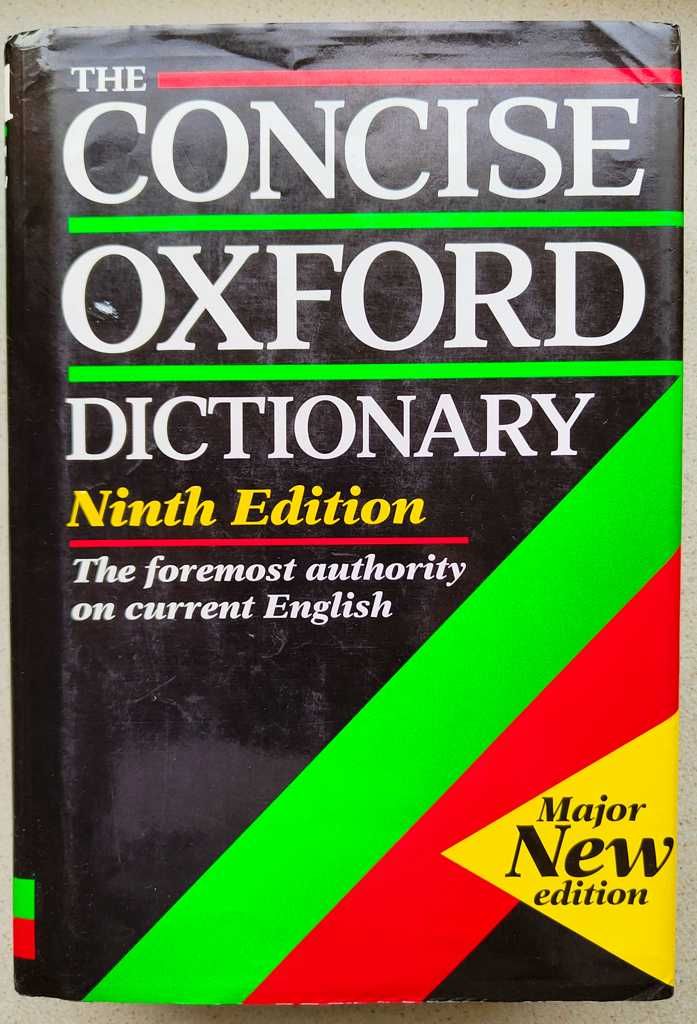 THE
CONCISE
OXFORD
DICTIONARY
Ninth Edition
The foremost authority
on current English
Major
New
edition